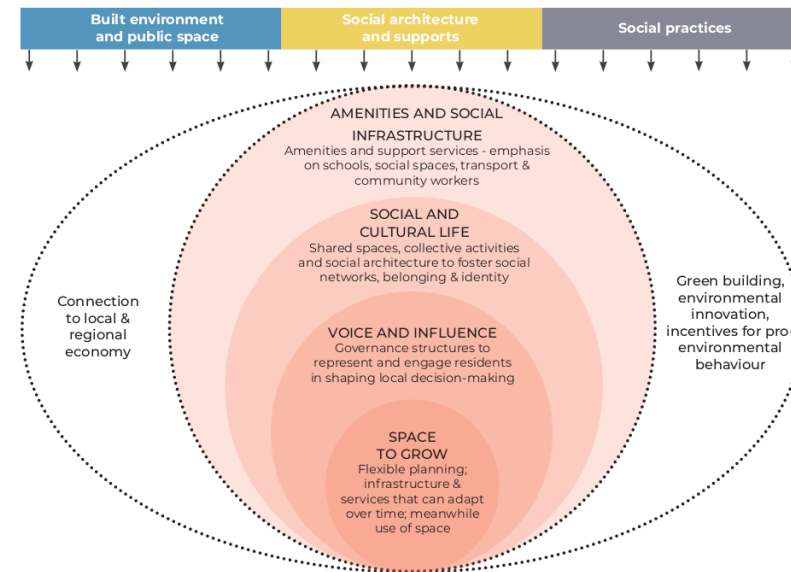 Built environment
and public space
Social architecture
and supports
Social practices
AMENITIES AND SOCIAL
INFRASTRUCTURE
Amenities and support services - emphasis
on schools, social spaces, transport &
community workers
SOCIAL AND
CULTURAL LIFE
Shared spaces, collective activities
and social architecture to foster social
networks, belonging & identity
VOICE AND INFLUENCE
Governance structures to
represent and engage residents
in shaping local decision-making
SPACE
TO GROW
Flexible planning;
infrastructure &
services that can adapt
over time; meanwhile
use of space
Connection
to local &
regional
economy
Green building,
environmental
innovation,
incentives for pro-
environmental
behaviour